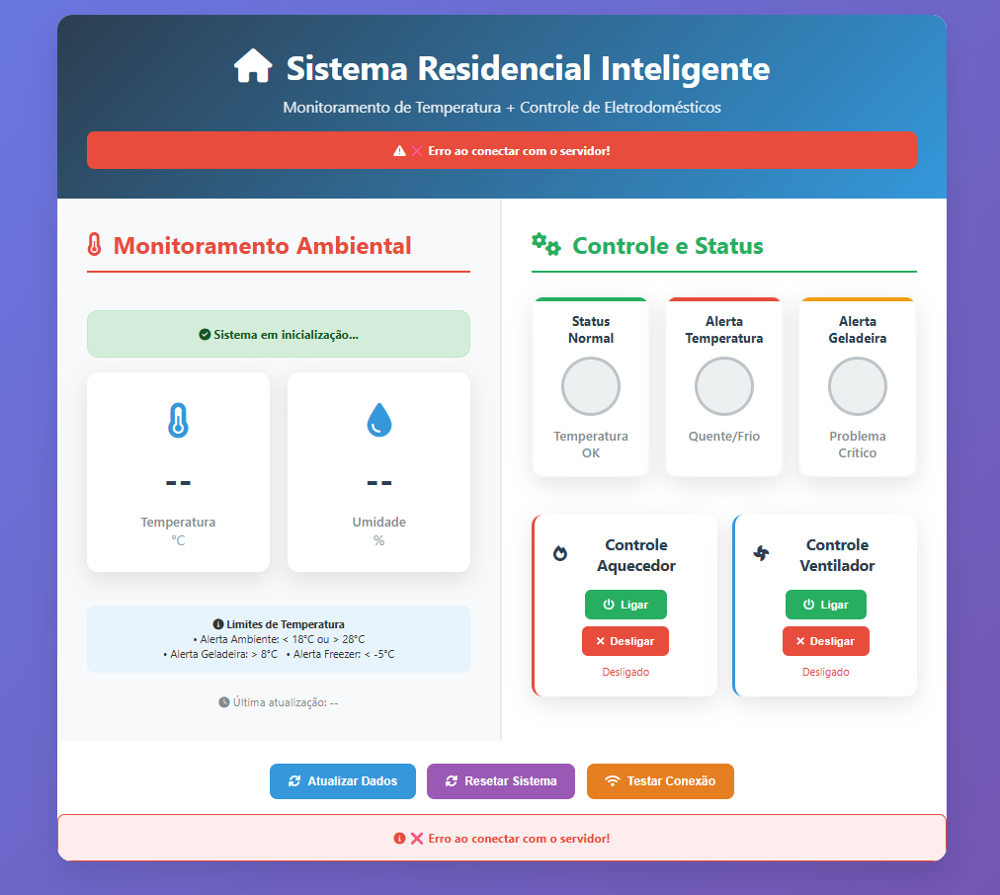 Sistema Residencial Inteligente
Monitoramento de Temperatura + Controle de Eletrodomésticos
❌ Erro ao conectar com o servidor!
Monitoramento Ambiental
Sistema em inicialização...
--
Temperatura
°C
--
Umidade
%
Limites de Temperatura
• Alerta Ambiente: < 18°C ou > 28°C
• Alerta Geladeira: > 8°C • Alerta Freezer: < -5°C
Última atualização: --
Controle e Status
Status
Normal
Temperatura
OK
Alerta
Temperatura
Quente/Frio
Alerta
Geladeira
Problema
Crítico
Controle
Aquecedor
Ligar
Desligar
Desligado
Controle
Ventilador
Ligar
Desligar
Desligado
Atualizar Dados
Resetar Sistema
Testar Conexão
❌ Erro ao conectar com o servidor!